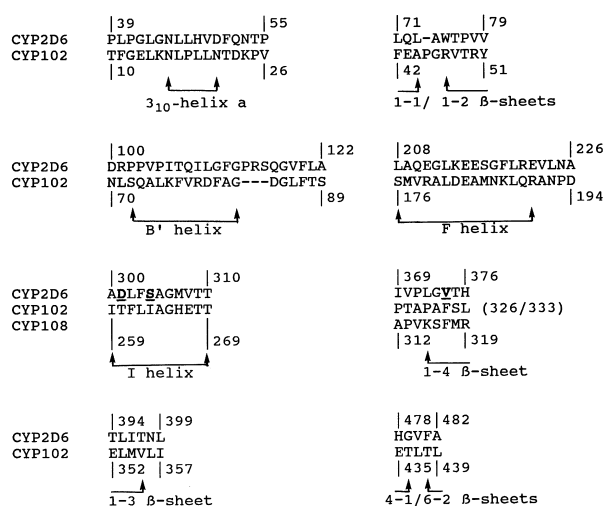 |39 |55
CYP2D6 PLPGLGNLLHVDFQNTP
CYP102 TFGELKNLPLLNTDKPV
|10 |26
3₁₀-helix a
|71 |79
LQL-AWTPVV
FEAPGRVTRY
|42 |51
1-1/ 1-2 ß-sheets
|100 |122
CYP2D6 DRPPVPITQILGFGPRSQGVFLA
CYP102 NLSQALKFVRDFAG---DGLFTS
|70 |89
B' helix
|208 |226
LAQEGLKEESGFLREVLNA
SMVRALDEAMNKLQRANPD
|176 |194
F helix
|300 |310
CYP2D6 ADLFSAGMVTT
CYP102 ITFLIAGHETT
CYP108
|259 |269
I helix
|369 |376
IVPLGVTH
PTAPAFSL (326/333)
APVKSFMR
|312 |319
1-4 ß-sheet
|394 |399
CYP2D6 TLITNL
CYP102 ELMVLI
|352 |357
1-3 ß-sheet
|478 |482
HGVFA
ETLTL
|435 |439
4-1/6-2 ß-sheets